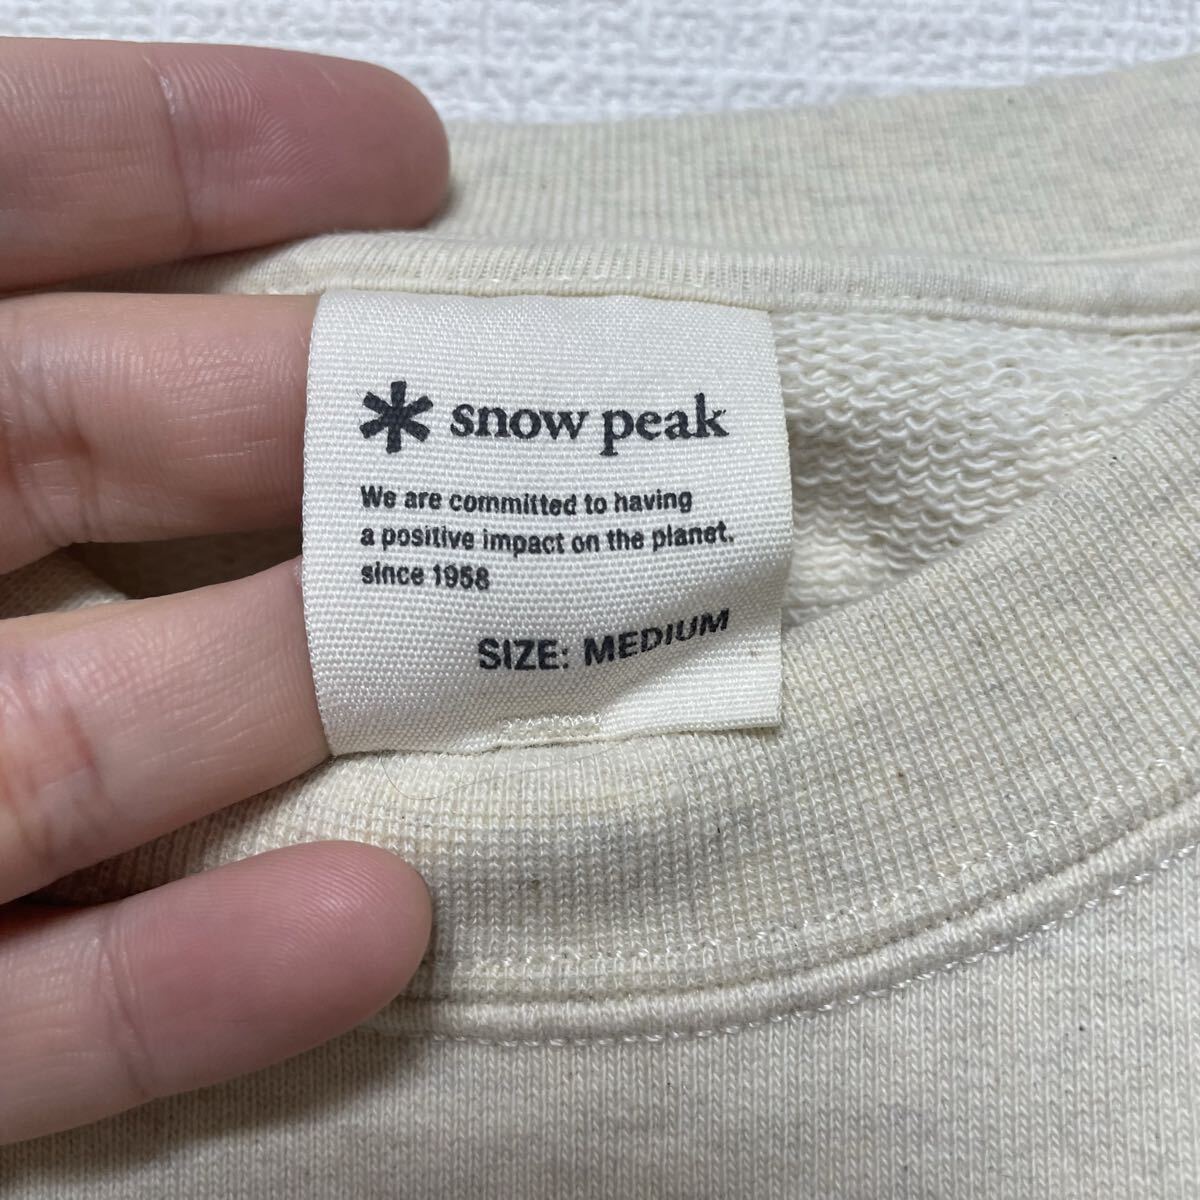 snow peak
We are committed to having
a positive impact on the planet.
since 1958
SIZE: MEDIUM